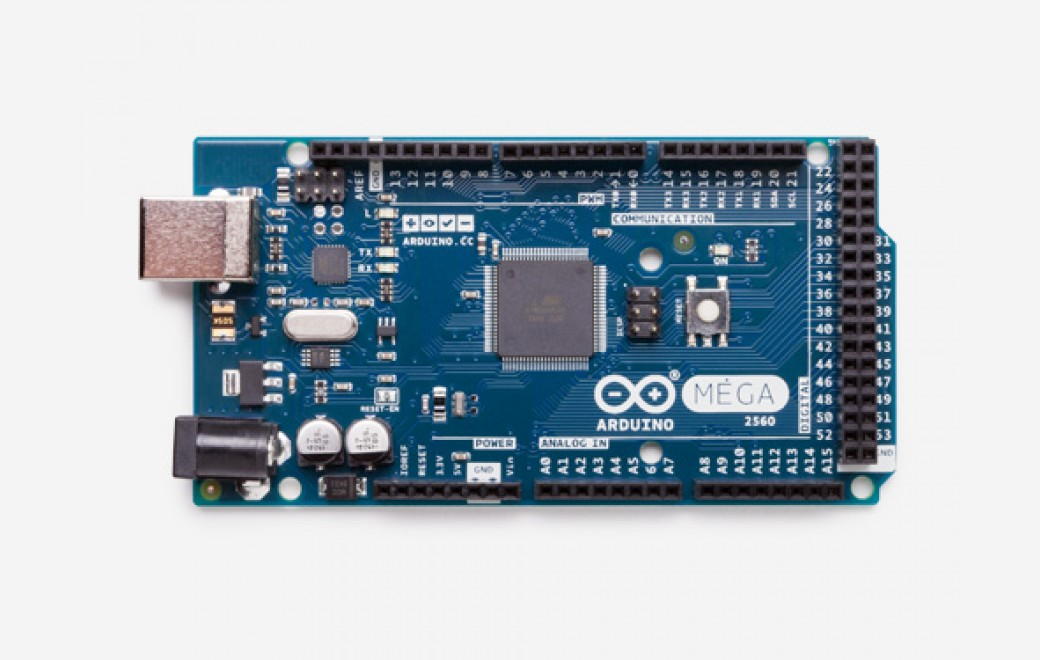 AREF
GND
13
12
11
10
9
8
7
6
5
4
3
2
1
0
14
15
16
17
18
19
20
21
TX3
RX3
TX2
RX2
TX1
RX1
SDA
SCL
PWM
COMMUNICATION
L
ARDUINO.CC
TX
RX
ON
22
24
26
28
30 31
32 33
34 35
36 37
38 39
40 41
42 43
44 45
46 47
48 49
50 51
52 53
GND
ICSP
RESET
DIGITAL
MEGA
2560
ARDUINO
RESET-EN
POWER
ANALOG IN
IOREF
RESET
3.3V
5V
GND
Vin
A0
A1
A2
A3
A4
A5
A7
A8
A9
A10
A11
A12
A13
A14
A15